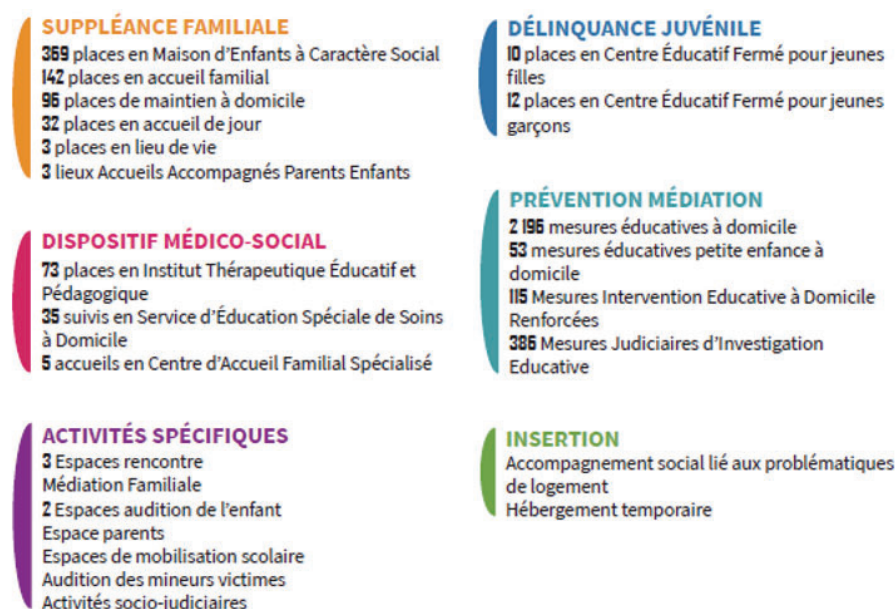 SUPPLÉANCE FAMILIALE
369 places en Maison d'Enfants à Caractère Social
142 places en accueil familial
96 places de maintien à domicile
32 places en accueil de jour
3 places en lieu de vie
3 lieux Accueils Accompagnés Parents Enfants
DISPOSITIF MÉDICO-SOCIAL
73 places en Institut Thérapeutique Éducatif et
Pédagogique
35 suivis en Service d'Éducation Spéciale de Soins
à Domicile
5 accueils en Centre d'Accueil Familial Spécialisé
ACTIVITÉS SPÉCIFIQUES
3 Espaces rencontre
Médiation Familiale
2 Espaces audition de l'enfant
Espace parents
Espaces de mobilisation scolaire
Audition des mineurs victimes
Activités socio-judiciaires
DÉLINQUANCE JUVÉNILE
10 places en Centre Éducatif Fermé pour jeunes
filles
12 places en Centre Éducatif Fermé pour jeunes
garçons
PRÉVENTION MÉDIATION
2 196 mesures éducatives à domicile
53 mesures éducatives petite enfance à
domicile
115 Mesures Intervention Educative à Domicile
Renforcées
386 Mesures Judiciaires d'Investigation
Educative
INSERTION
Accompagnement social lié aux problématiques
de logement
Hébergement temporaire